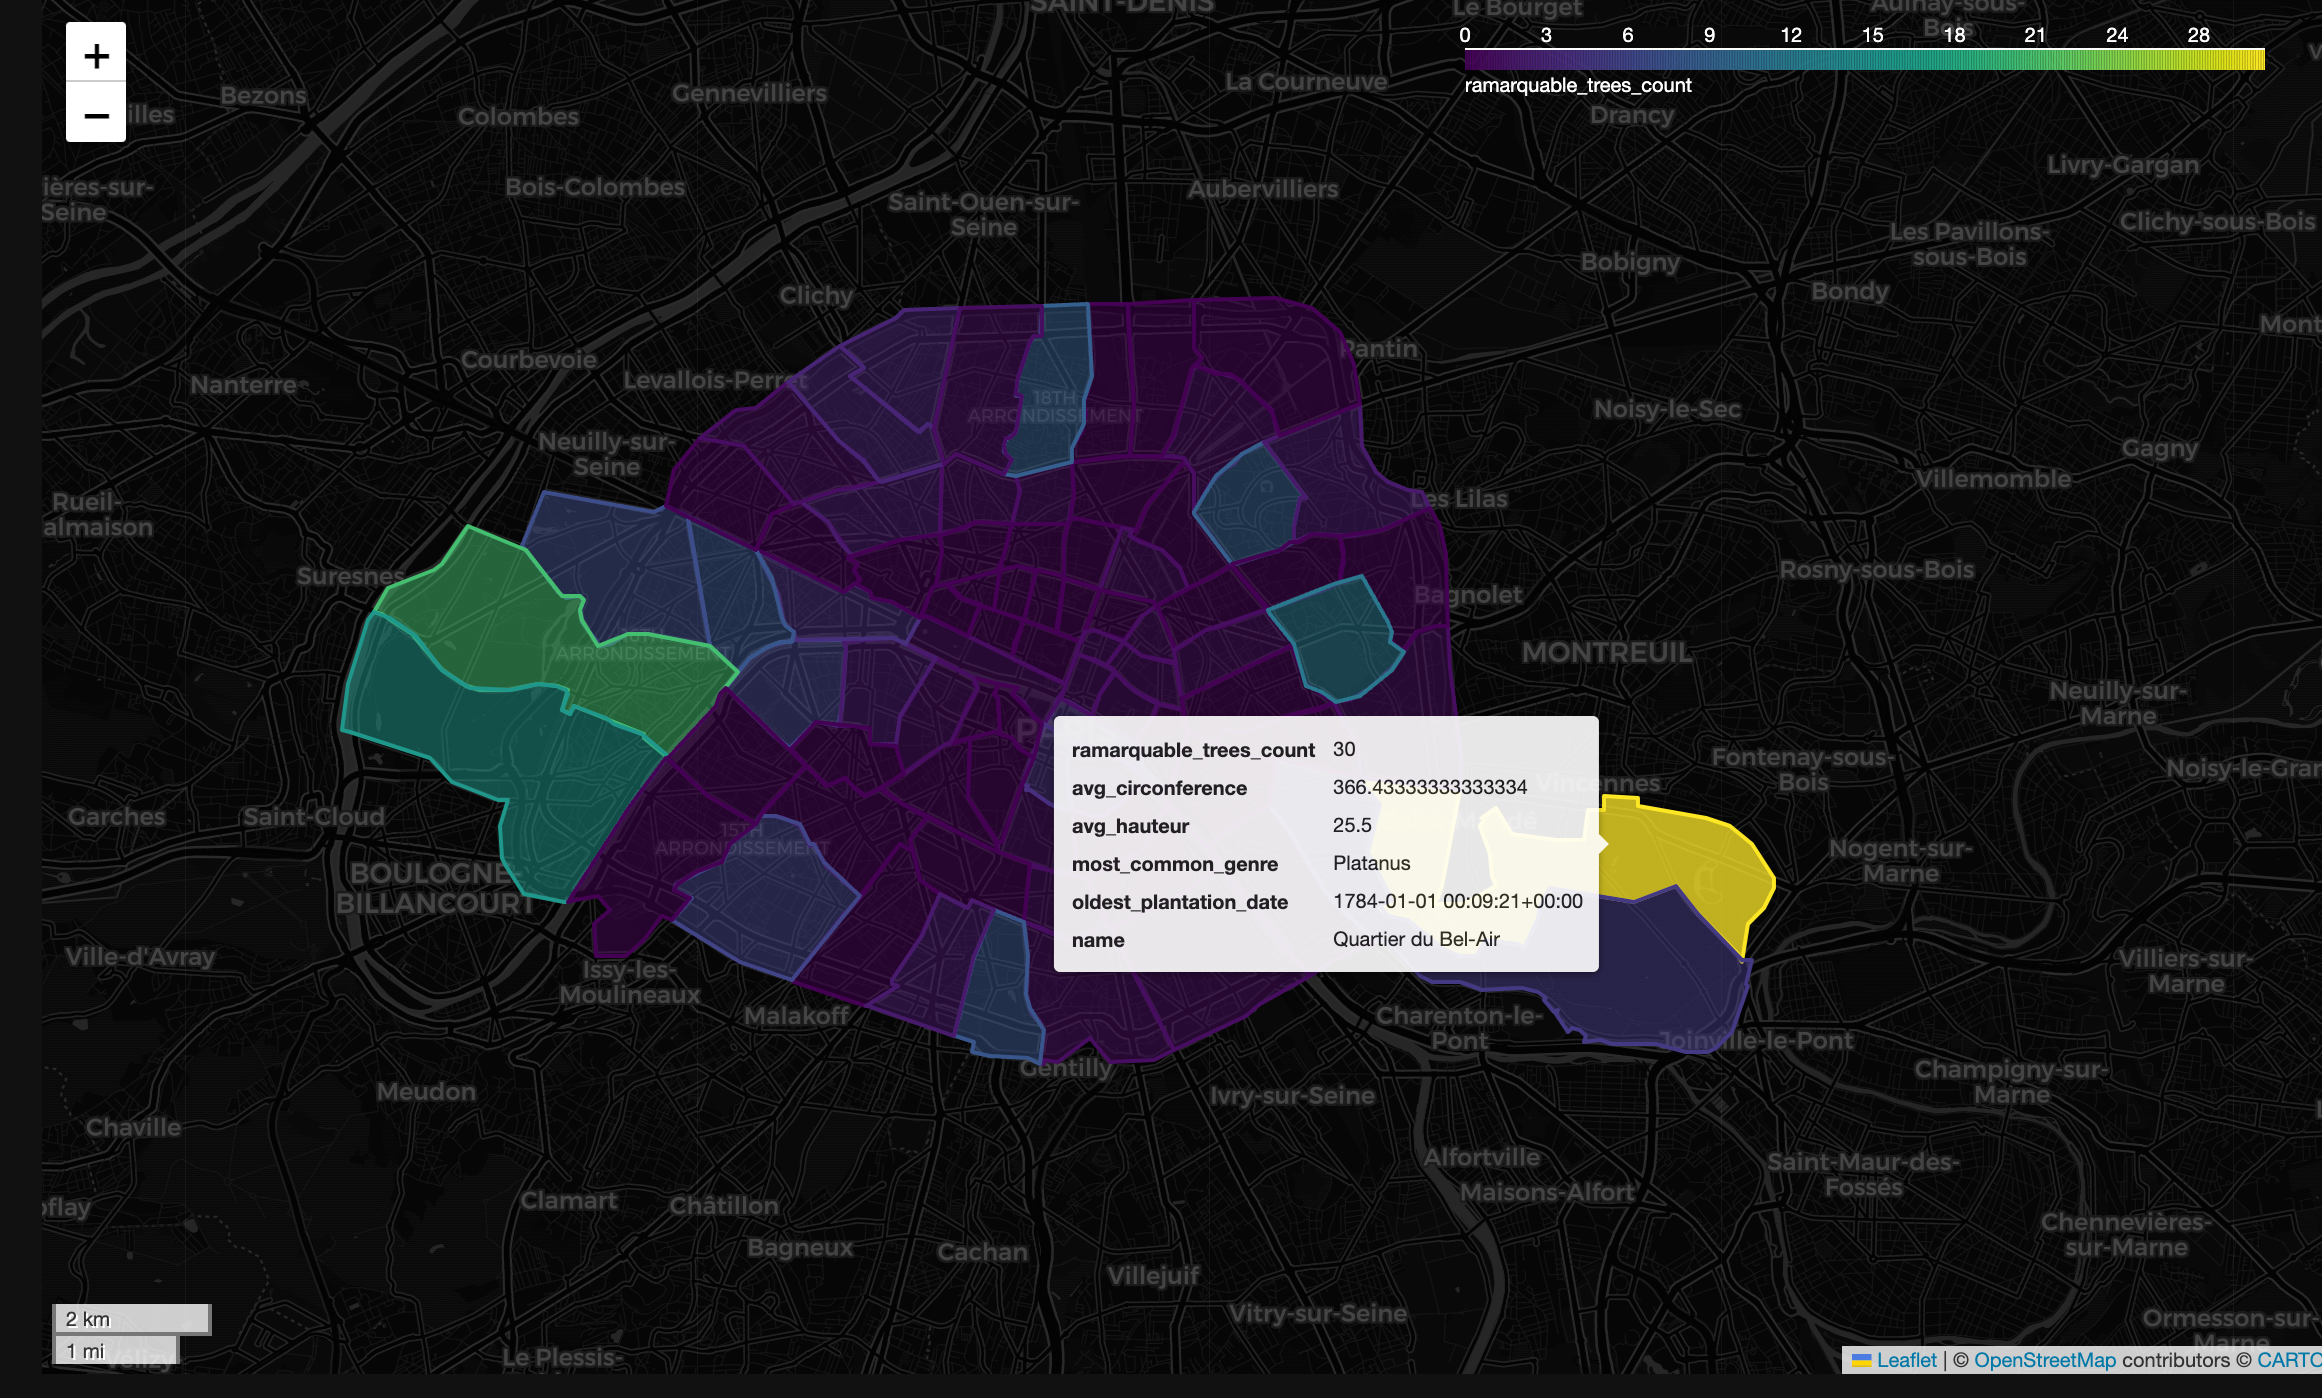 SAINT-DENIS
Le Bourget
Aulnay-sous-
Bois
+
−
0 3 6 9 12 15 18 21 24 28
ramarquable_trees_count
Bezons
illes
Colombes
Gennevilliers
La Courneuve
Drancy
Livry-Gargan
ières-sur-
Seine
Bois-Colombes
Saint-Ouen-sur-
Seine
Aubervilliers
Clichy-sous-Bois
Les Pavillons-
sous-Bois
Bobigny
Clichy
Bondy
Mont
Courbevoie
Nanterre
Levallois-Perret
Pantin
18TH
ARRONDISSEMENT
Noisy-le-Sec
Neuilly-sur-
Seine
Gagny
Villemomble
Rueil-
almaison
Les Lilas
Suresnes
Rosny-sous-Bois
Bagnolet
16TH
ARRONDISSEMENT
MONTREUIL
Neuilly-sur-
Marne
PARIS
Vincennes
Fontenay-sous-
Bois
Noisy-le-Gran
ramarquable_trees_count 30
avg_circonference 366.43333333333334
avg_hauteur 25.5
most_common_genre Platanus
oldest_plantation_date 1784-01-01 00:09:21+00:00
name Quartier du Bel-Air
Garches
Saint-Cloud
15TH
ARRONDISSEMENT
Nogent-sur-
Marne
BOULOGNE-
BILLANCOURT
Ville-d'Avray
Issy-les-
Moulineaux
Villiers-sur-
Marne
Malakoff
Charenton-le-
Pont
Joinville-le-Pont
Gentilly
Champigny-sur-
Marne
Meudon
Ivry-sur-Seine
Chaville
Alfortville
Saint-Maur-des-
Fossés
Maisons-Alfort
oflay
Clamart
Châtillon
Chennevières-
sur-Marne
Bagneux
Cachan
Villejuif
Vitry-sur-Seine
2 km
1 mi
Vélizy
Le Plessis-
Ormesson-sur-
Marne
Leaflet | © OpenStreetMap contributors © CARTO